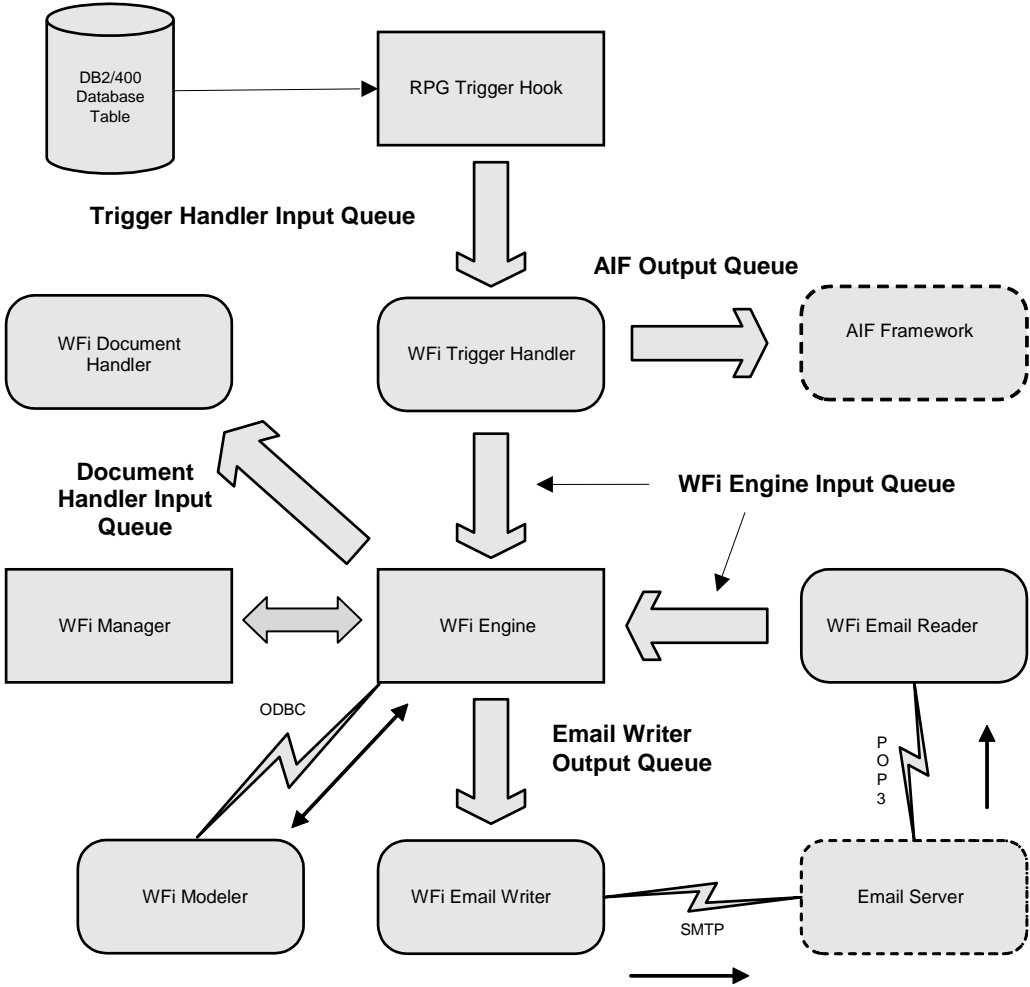 DB2/400
Database
Table
RPG Trigger Hook
Trigger Handler Input Queue
AIF Output Queue
WFi Document
Handler
WFi Trigger Handler
AIF Framework
Document
Handler Input
Queue
WFi Engine Input Queue
WFi Manager
WFi Engine
WFi Email Reader
ODBC
Email Writer
Output Queue
P
O
P
3
WFi Modeler
WFi Email Writer
SMTP
Email Server